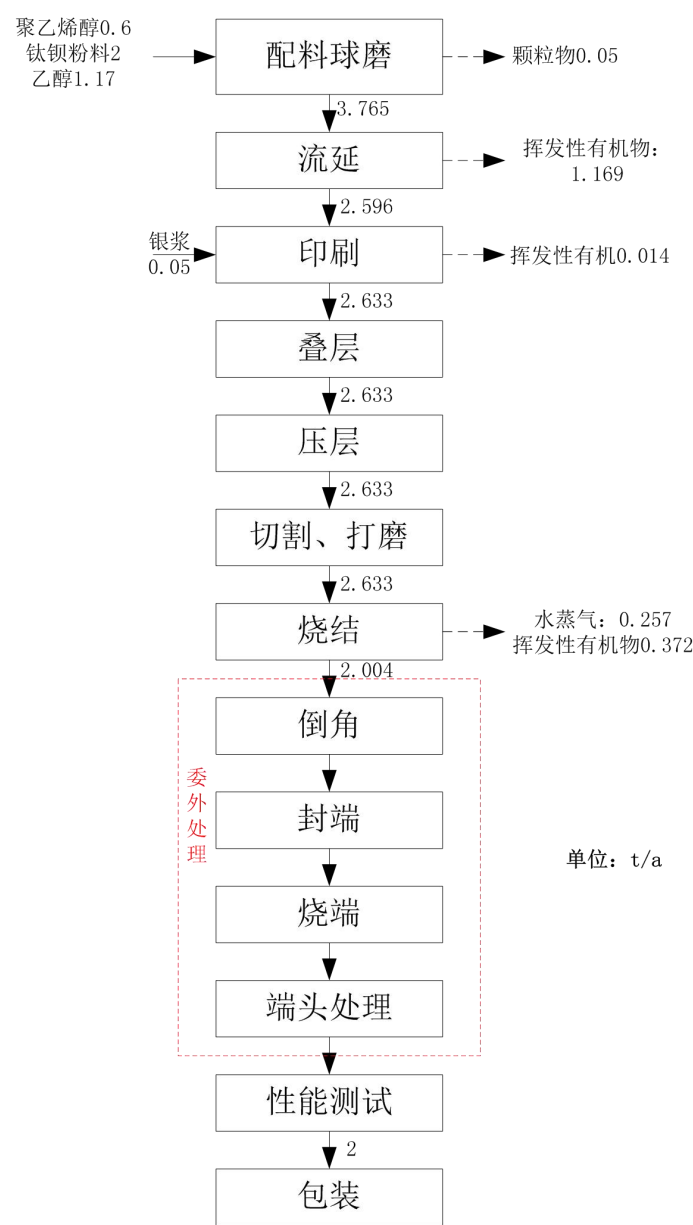 聚乙烯醇0.6
钛钡粉料2
乙醇1.17
配料球磨
颗粒物0.05
3.765
流延
挥发性有机物:
1.169
2.596
银浆
0.05
印刷
挥发性有机0.014
2.633
叠层
2.633
压层
2.633
切割、打磨
2.633
烧结
水蒸气: 0.257
挥发性有机物0.372
2.004
倒角
委外处理
封端
单位: t/a
烧端
端头处理
性能测试
2
包装